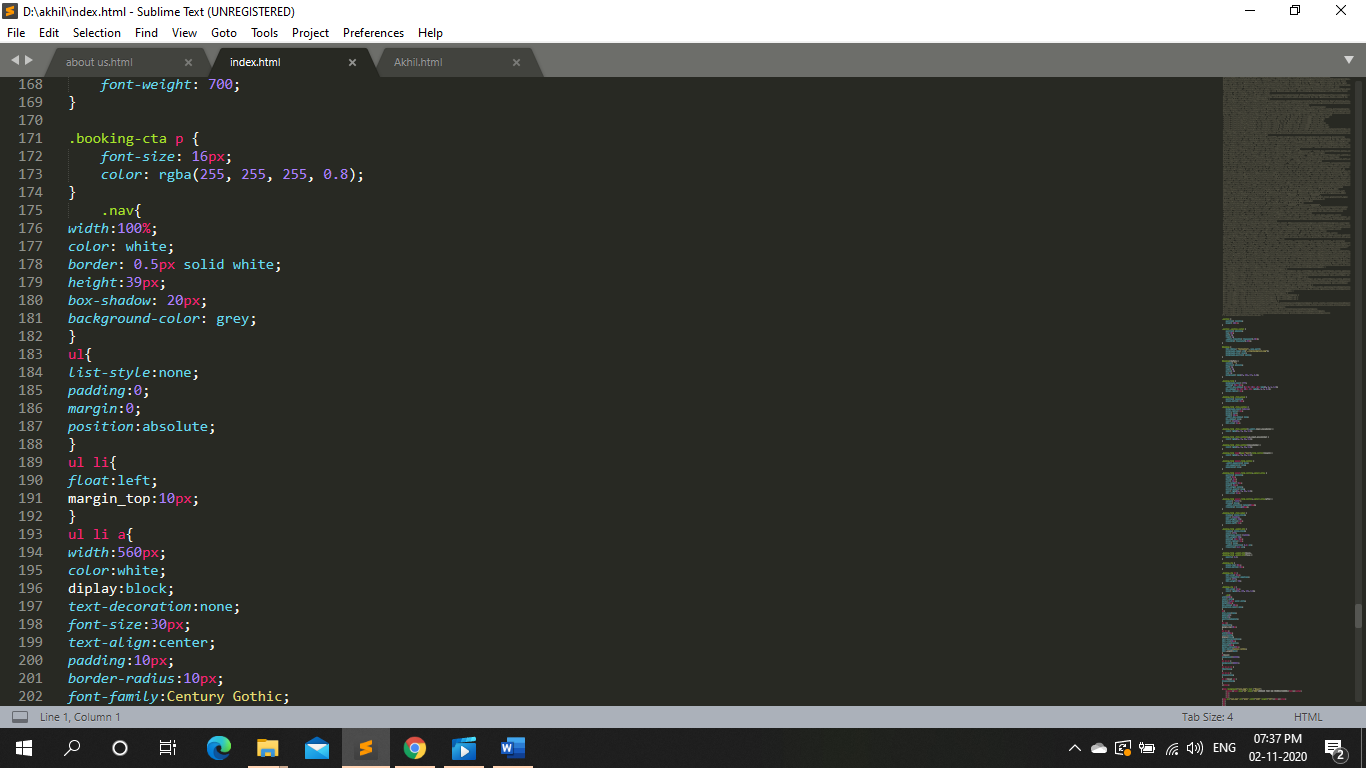 D:\akhil\index.html - Sublime Text (UNREGISTERED)
File Edit Selection Find View Goto Tools Project Preferences Help
about us.html index.html Akhil.html
168 font-weight: 700;
169 }
170
171 .booking-cta p {
172 font-size: 16px;
173 color: rgba(255, 255, 255, 0.8);
174 }
175 .nav{
176 width:100%;
177 color: white;
178 border: 0.5px solid white;
179 height:39px;
180 box-shadow: 20px;
181 background-color: grey;
182 }
183 ul{
184 list-style:none;
185 padding:0;
186 margin:0;
187 position:absolute;
188 }
189 ul li{
190 float:left;
191 margin_top:10px;
192 }
193 ul li a{
194 width:560px;
195 color:white;
196 diplay:block;
197 text-decoration:none;
198 font-size:30px;
199 text-align:center;
200 padding:10px;
201 border-radius:10px;
202 font-family:Century Gothic;
Line 1, Column 1 Tab Size: 4 HTML
ENG 07:37 PM
02-11-2020 2